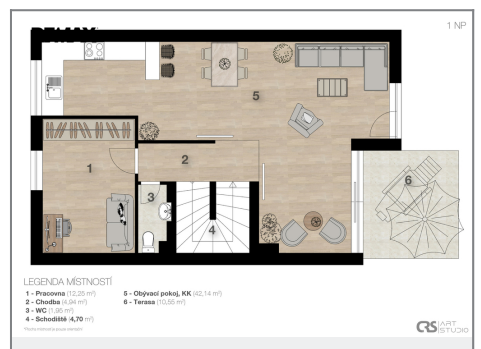 1 NP
5
1
2
3
4
6
LEGENDA MÍSTNOSTÍ
1 - Pracovna (12,25 m²)
2 - Chodba (4,94 m²)
3 - WC (1,95 m²)
4 - Schodiště (4,70 m²)
5 - Obývací pokoj, KK (42,14 m²)
6 - Terasa (10,55 m²)
CRS ART STUDIO